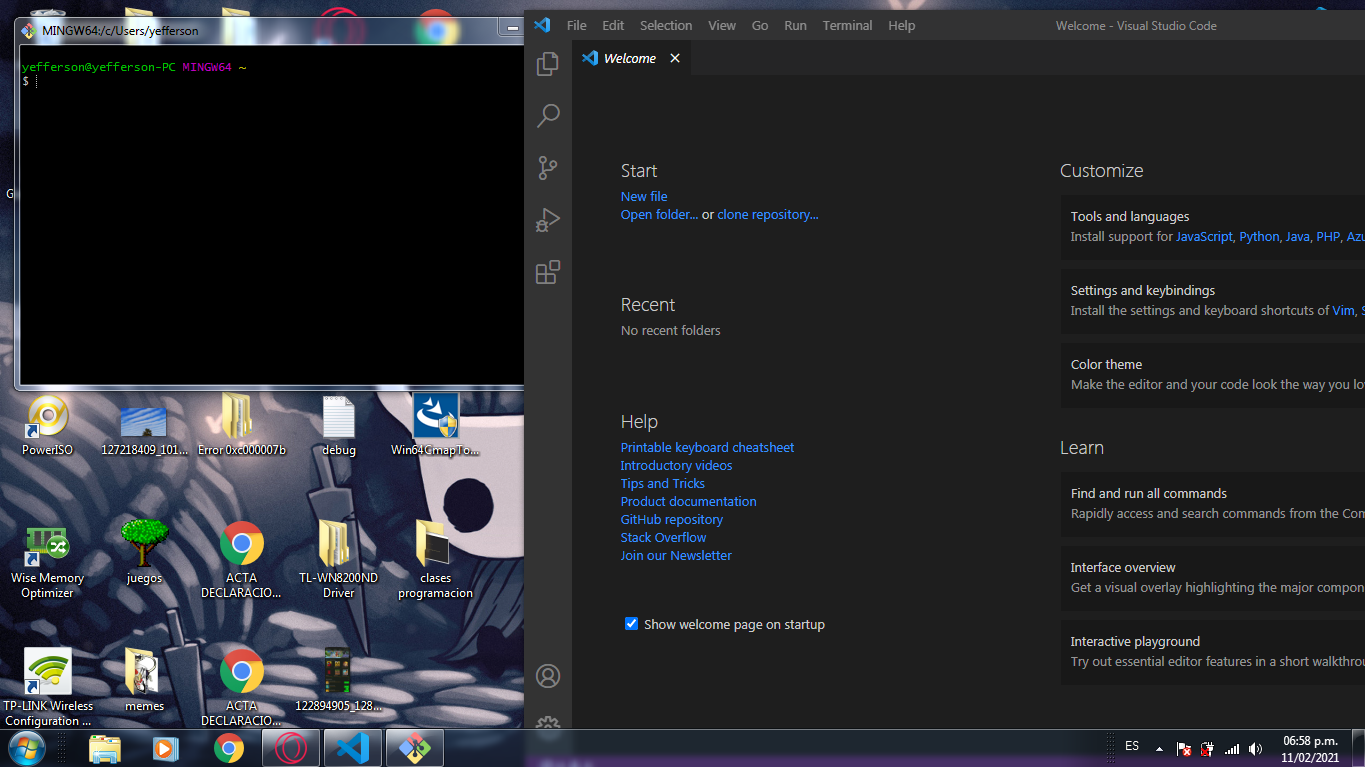 MINGW64:/c/Users/yefferson
yefferson@yefferson-PC MINGW64 ~
$
G
PowerISO
127218409_101...
Error 0xc000007b
debug
Win64CmapTo...
Wise Memory
Optimizer
juegos
ACTA
DECLARACIO...
TL-WN8200ND
Driver
clases
programacion
TP-LINK Wireless
Configuration ...
memes
ACTA
DECLARACIO...
122894905_128...
File Edit Selection View Go Run Terminal Help
Welcome - Visual Studio Code
Welcome
Start
New file
Open folder... or clone repository...
Recent
No recent folders
Help
Printable keyboard cheatsheet
Introductory videos
Tips and Tricks
Product documentation
GitHub repository
Stack Overflow
Join our Newsletter
Show welcome page on startup
Customize
Tools and languages
Install support for JavaScript, Python, Java, PHP, Azu
Settings and keybindings
Install the settings and keyboard shortcuts of Vim, S
Color theme
Make the editor and your code look the way you lo
Learn
Find and run all commands
Rapidly access and search commands from the Com
Interface overview
Get a visual overlay highlighting the major compon
Interactive playground
Try out essential editor features in a short walkthrou
ES
06:58 p.m.
11/02/2021